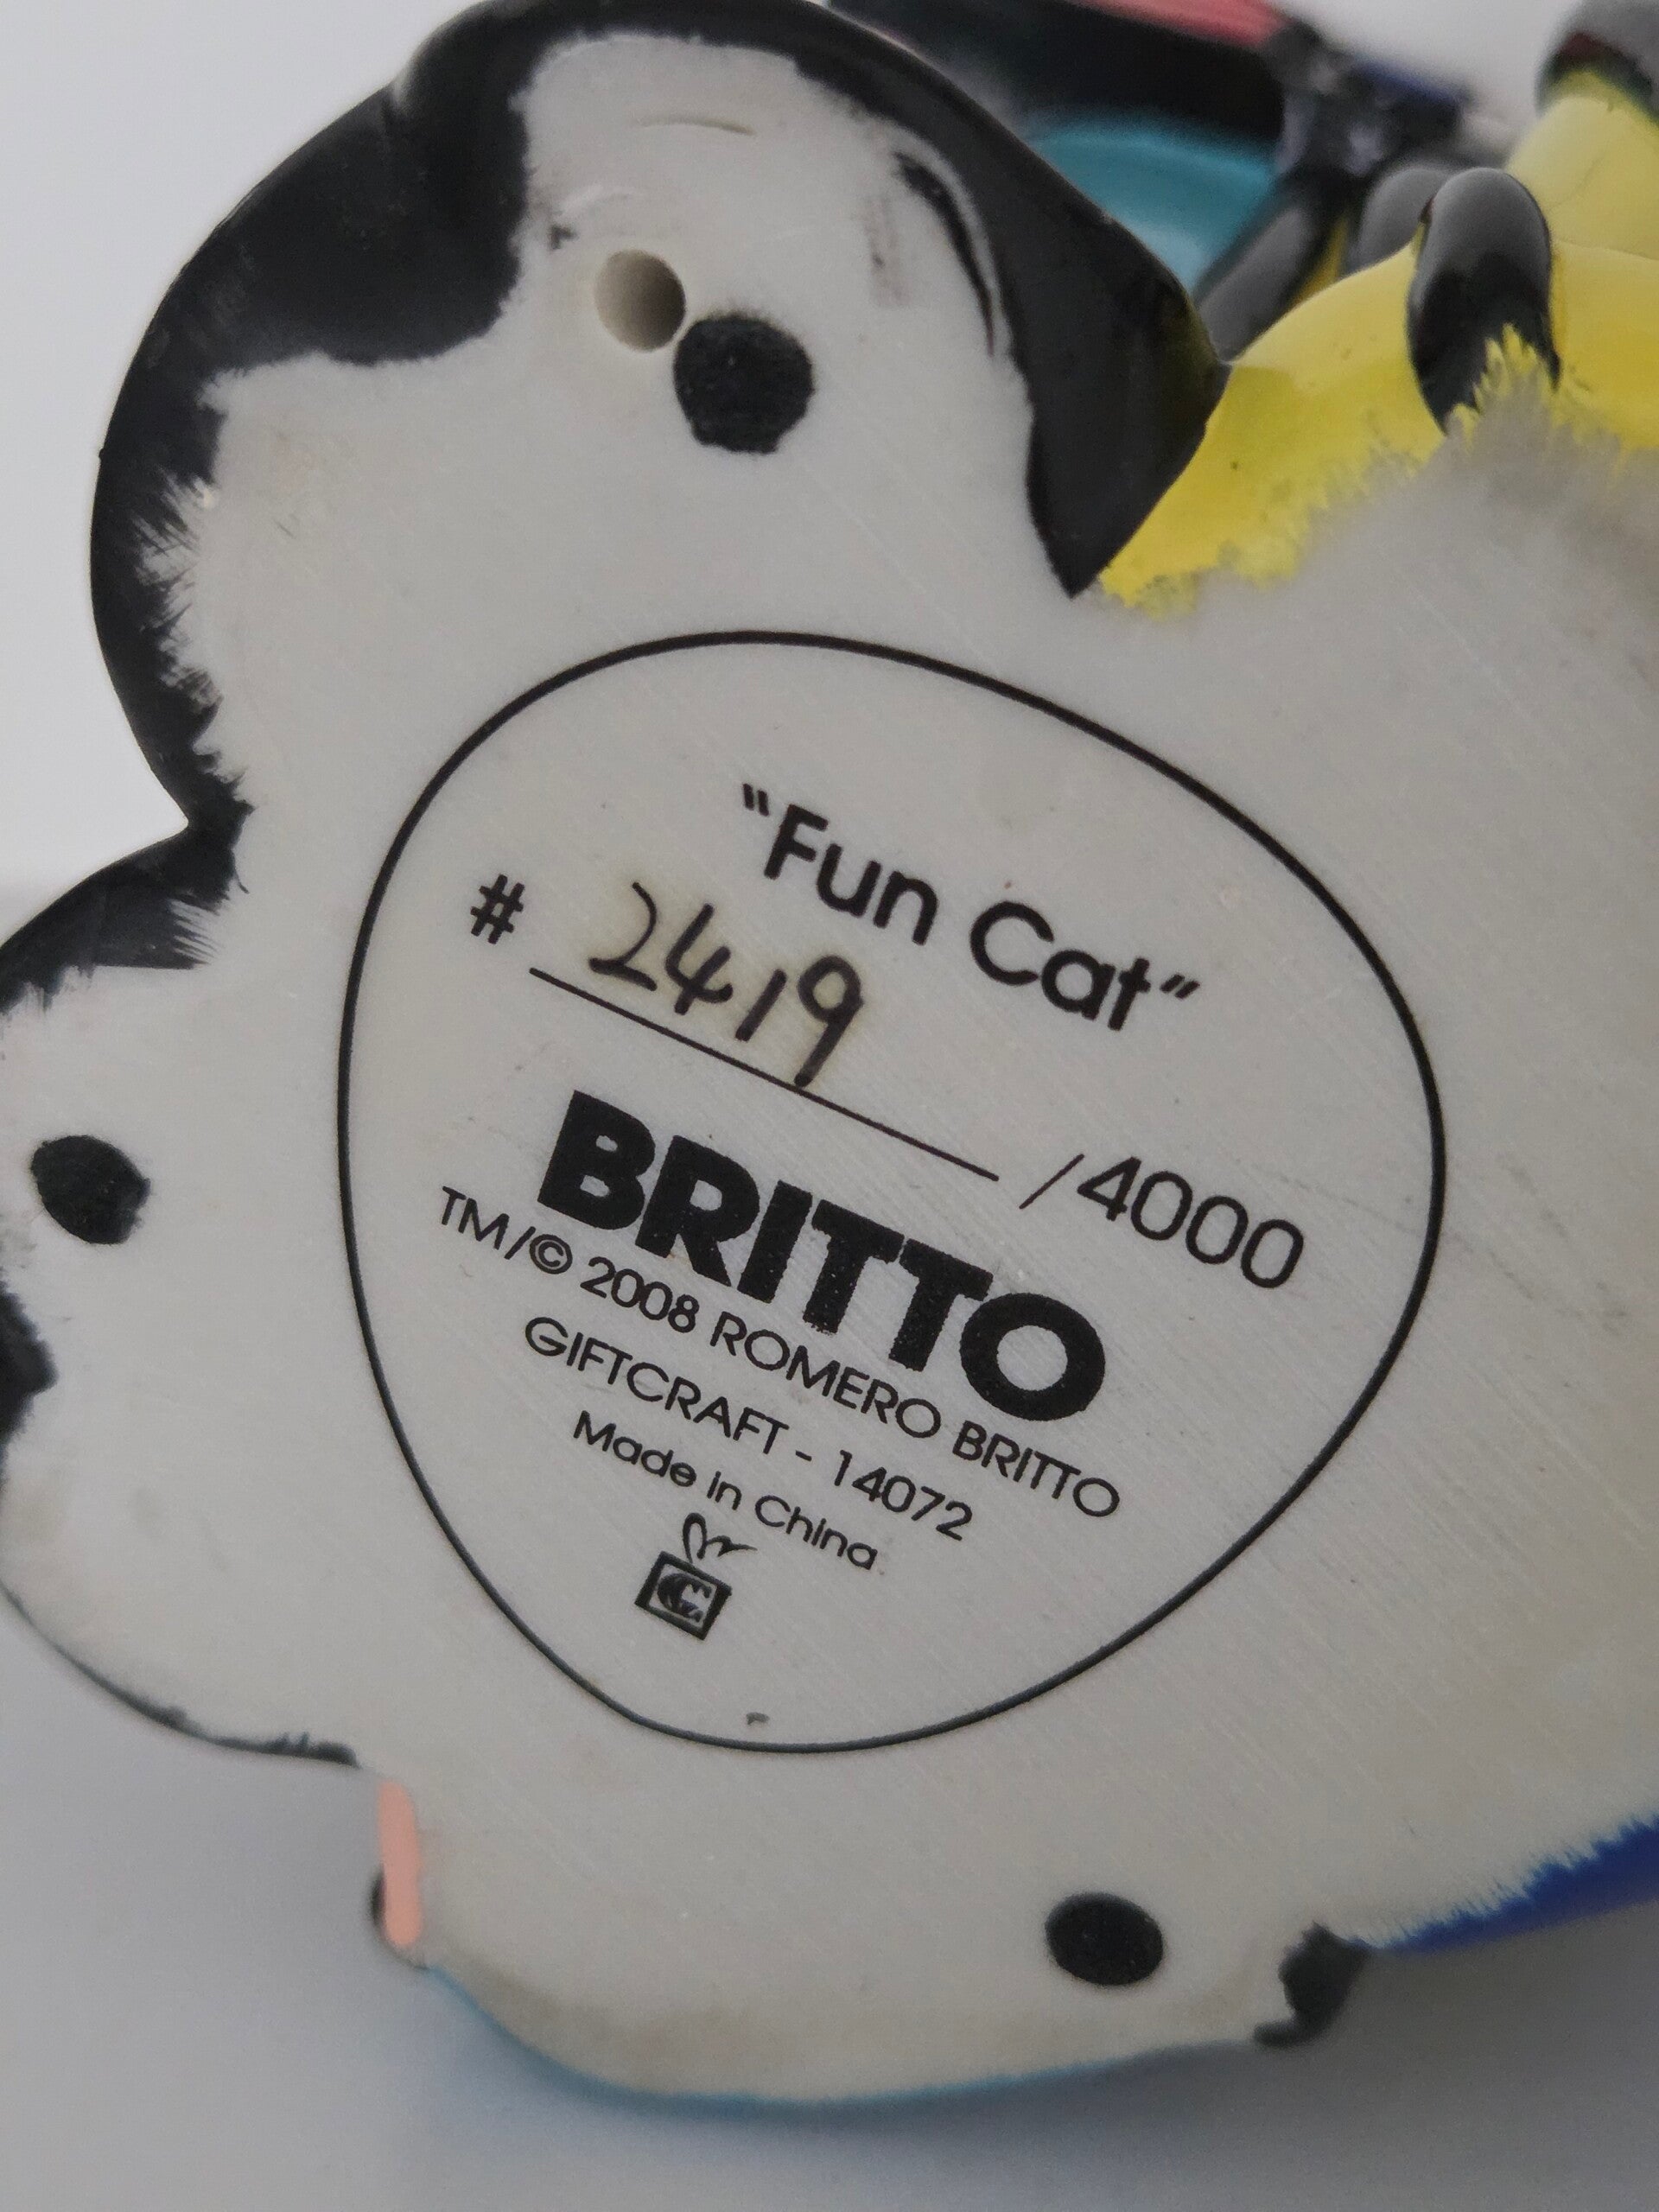 "Fun Cat"
# 2419 /4000
BRITTO
TM/© 2008 ROMERO BRITTO
GIFTCRAFT - 14072
Made in China